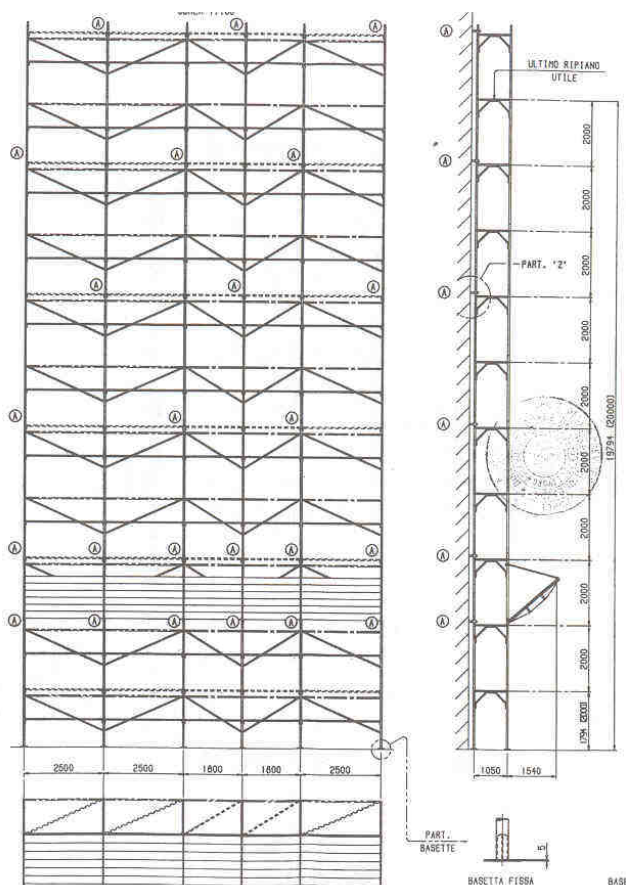 A A A
ULTIMO RIPIANO
UTILE
A
2000
A A A
A
2000
2000
PART. "2"
A A A
A
2000
2000
A A A
A
2000
19794 (20000)
2000
A A A A A A
A
2000
A A A A A A
A
2000
1794 (2000)
2500 2500 1800 1800 2500
1050 1540
PART.
BASETTE
5
BASETTA FISSA